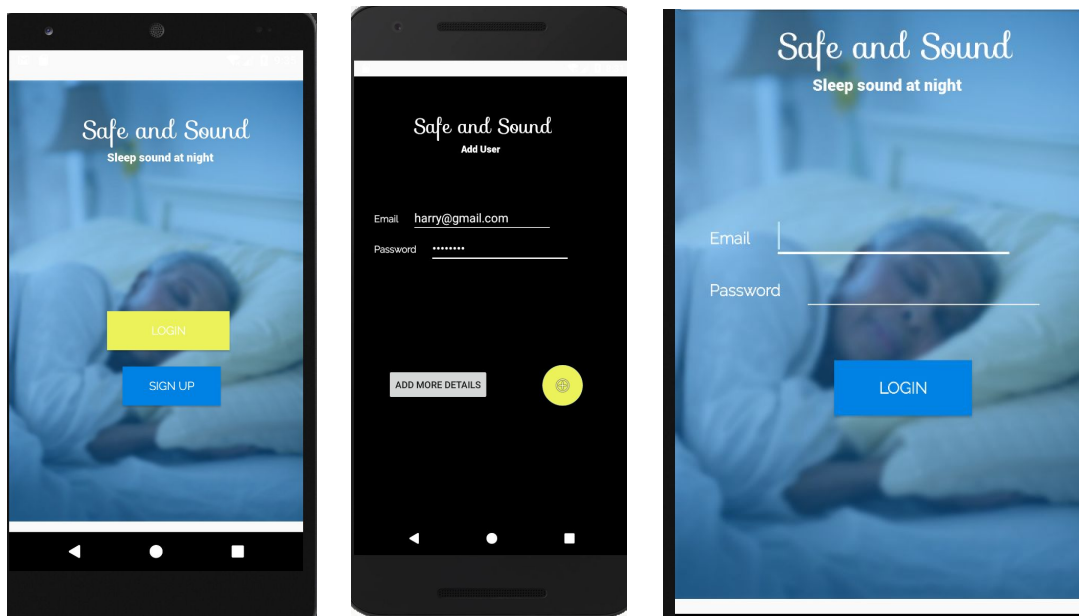 Safe and Sound
Sleep sound at night
LOGIN
SIGN UP
Safe and Sound
Add User
Email harry@gmail.com
Password ••••••••
ADD MORE DETAILS
Safe and Sound
Sleep sound at night
Email
Password
LOGIN